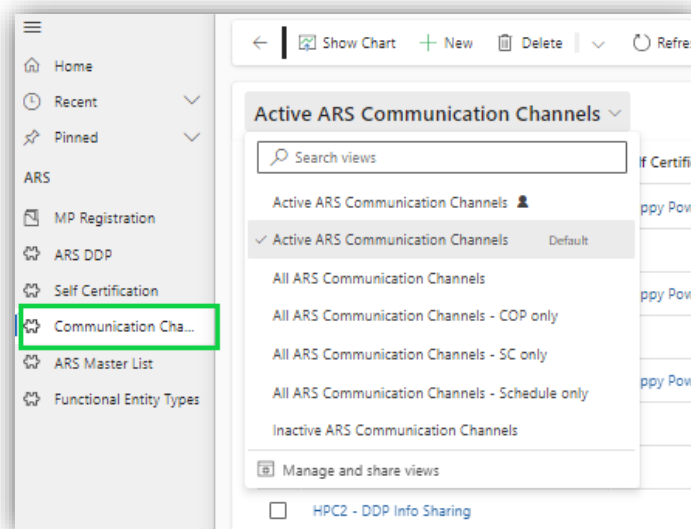 Home
Recent
Pinned
ARS
MP Registration
ARS DDP
Self Certification
Communication Cha...
ARS Master List
Functional Entity Types
Show Chart
New
Delete
Active ARS Communication Channels
Search views
Active ARS Communication Channels
Active ARS Communication Channels Default
All ARS Communication Channels
All ARS Communication Channels - COP only
All ARS Communication Channels - SC only
All ARS Communication Channels - Schedule only
Inactive ARS Communication Channels
Manage and share views
HPC2 - DDP Info Sharing